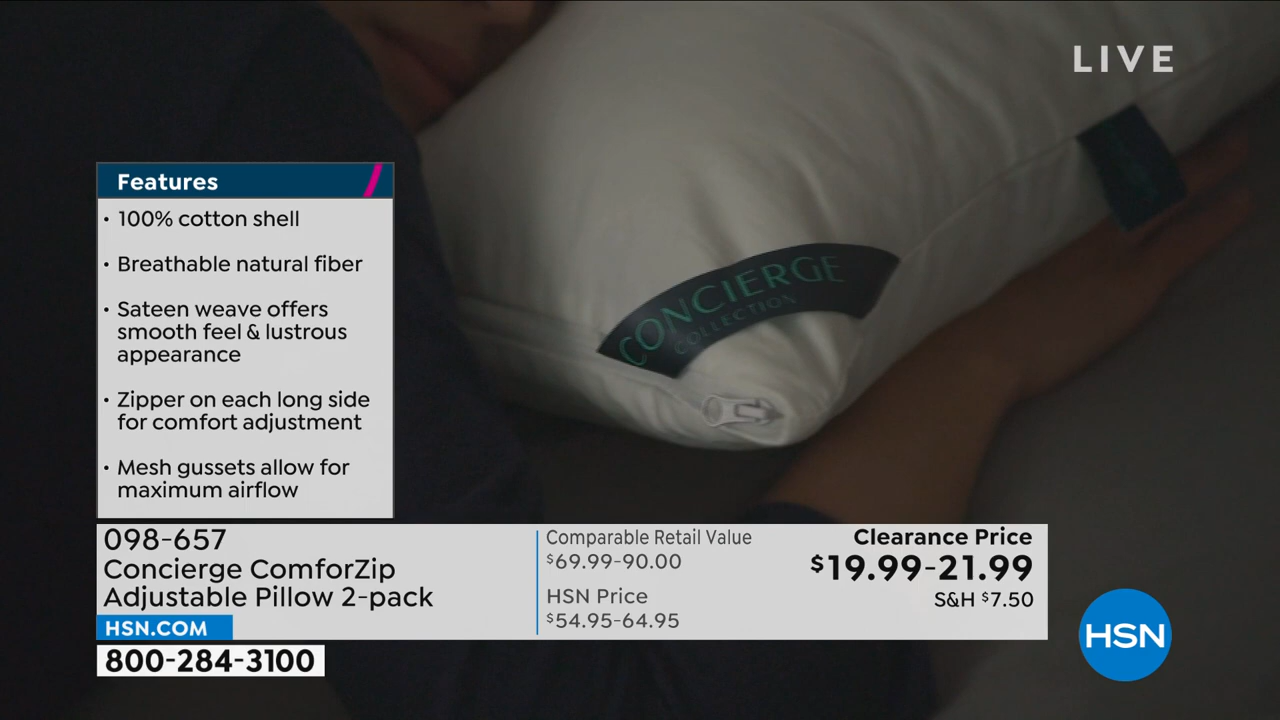 LIVE
Features
• 100% cotton shell
• Breathable natural fiber
• Sateen weave offers
smooth feel & lustrous
appearance
• Zipper on each long side
for comfort adjustment
• Mesh gussets allow for
maximum airflow
CONCIERGE
COLLECTION
098-657
Concierge ComforZip
Adjustable Pillow 2-pack
HSN.COM
800-284-3100
Comparable Retail Value
$69.99-90.00
HSN Price
$54.95-64.95
Clearance Price
$19.99-21.99
S&H $7.50
HSN